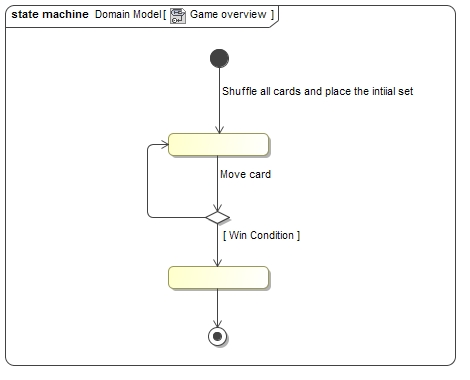 state machine Domain Model[ Game overview ]
Shuffle all cards and place the intiial set
Move card
[ Win Condition ]